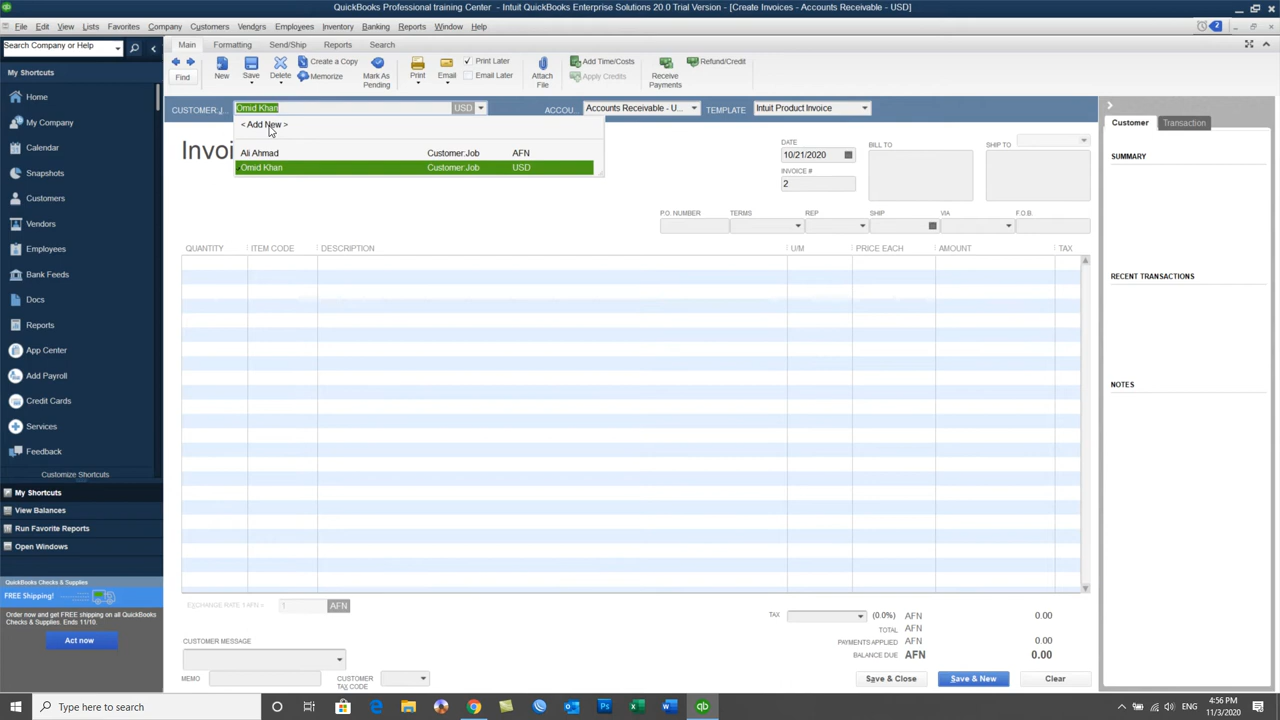 QuickBooks Professional training Center - Intuit QuickBooks Enterprise Solutions 20.0 Trial Version - [Create Invoices - Accounts Receivable - USD]
File Edit View Lists Favorites Company Customers Vendors Employees Inventory Banking Reports Window Help 2
Search Company or Help
Main Formatting Send/Ship Reports Search
My Shortcuts
Home
My Company
Calendar
Snapshots
Customers
Vendors
Employees
Bank Feeds
Docs
Reports
App Center
Add Payroll
Credit Cards
Services
Feedback
Customize Shortcuts
My Shortcuts
View Balances
Run Favorite Reports
Open Windows
QuickBooks Checks & Supplies
FREE Shipping!
Order now and get FREE shipping on all QuickBooks
Checks & Supplies. Ends 11/10.
Act now
Find New Save Delete Create a Copy Memorize Mark As Pending Print Email Print Later Email Later Attach File Add Time/Costs Apply Credits Receive Payments Refund/Credit
CUSTOMER:J... Omid Khan USD ACCOU... Accounts Receivable - U... TEMPLATE Intuit Product Invoice
< Add New >
Ali Ahmad Customer:Job AFN
Omid Khan Customer:Job USD
Invoi
DATE
10/21/2020
INVOICE #
2
BILL TO
SHIP TO
P.O. NUMBER TERMS REP SHIP VIA F.O.B.
QUANTITY ITEM CODE DESCRIPTION U/M PRICE EACH AMOUNT TAX
EXCHANGE RATE 1 AFN = 1 AFN
TAX (0.0%) AFN 0.00
TOTAL AFN
PAYMENTS APPLIED AFN 0.00
BALANCE DUE AFN 0.00
CUSTOMER MESSAGE
MEMO
CUSTOMER TAX CODE
Save & Close Save & New Clear
Customer Transaction
SUMMARY
RECENT TRANSACTIONS
NOTES
Type here to search
4:56 PM
11/3/2020